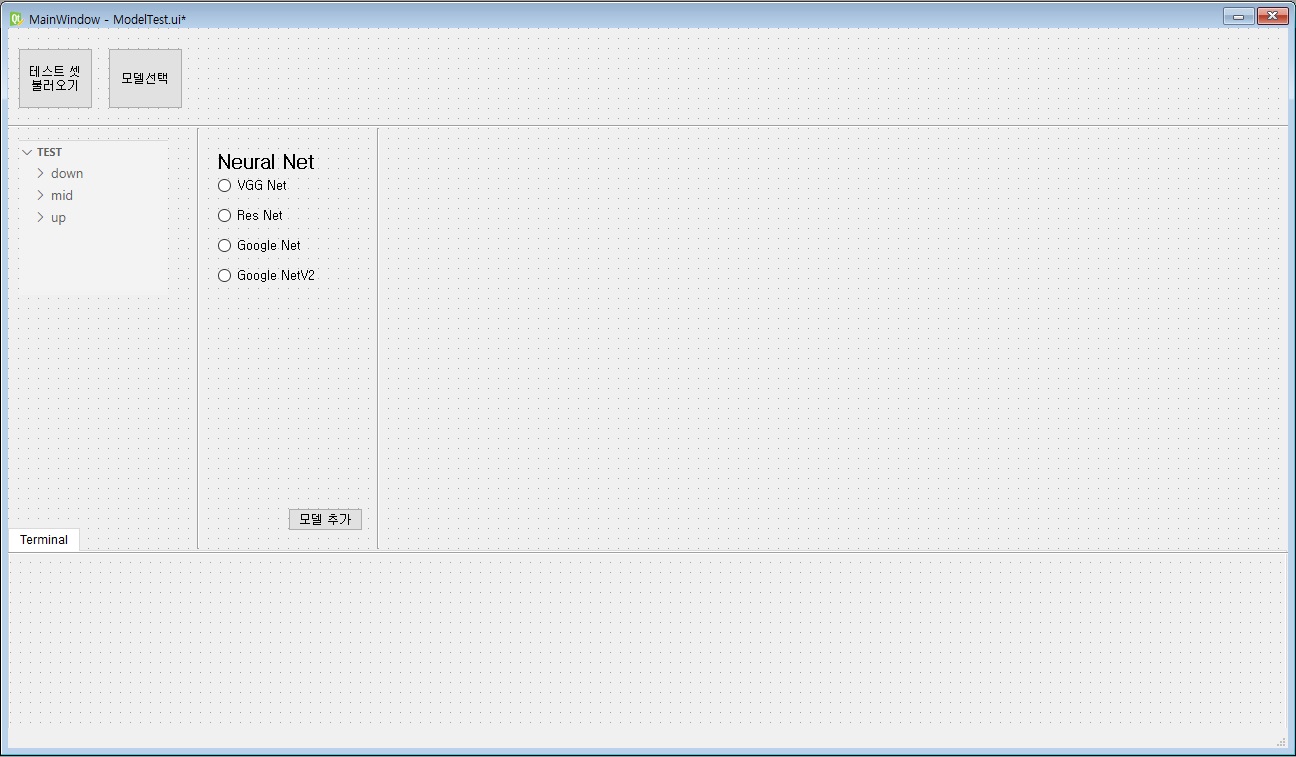 MainWindow - ModelTest.ui*
테스트 셋
불러오기
모델선택
TEST
down
mid
up
Neural Net
VGG Net
Res Net
Google Net
Google NetV2
모델 추가
Terminal